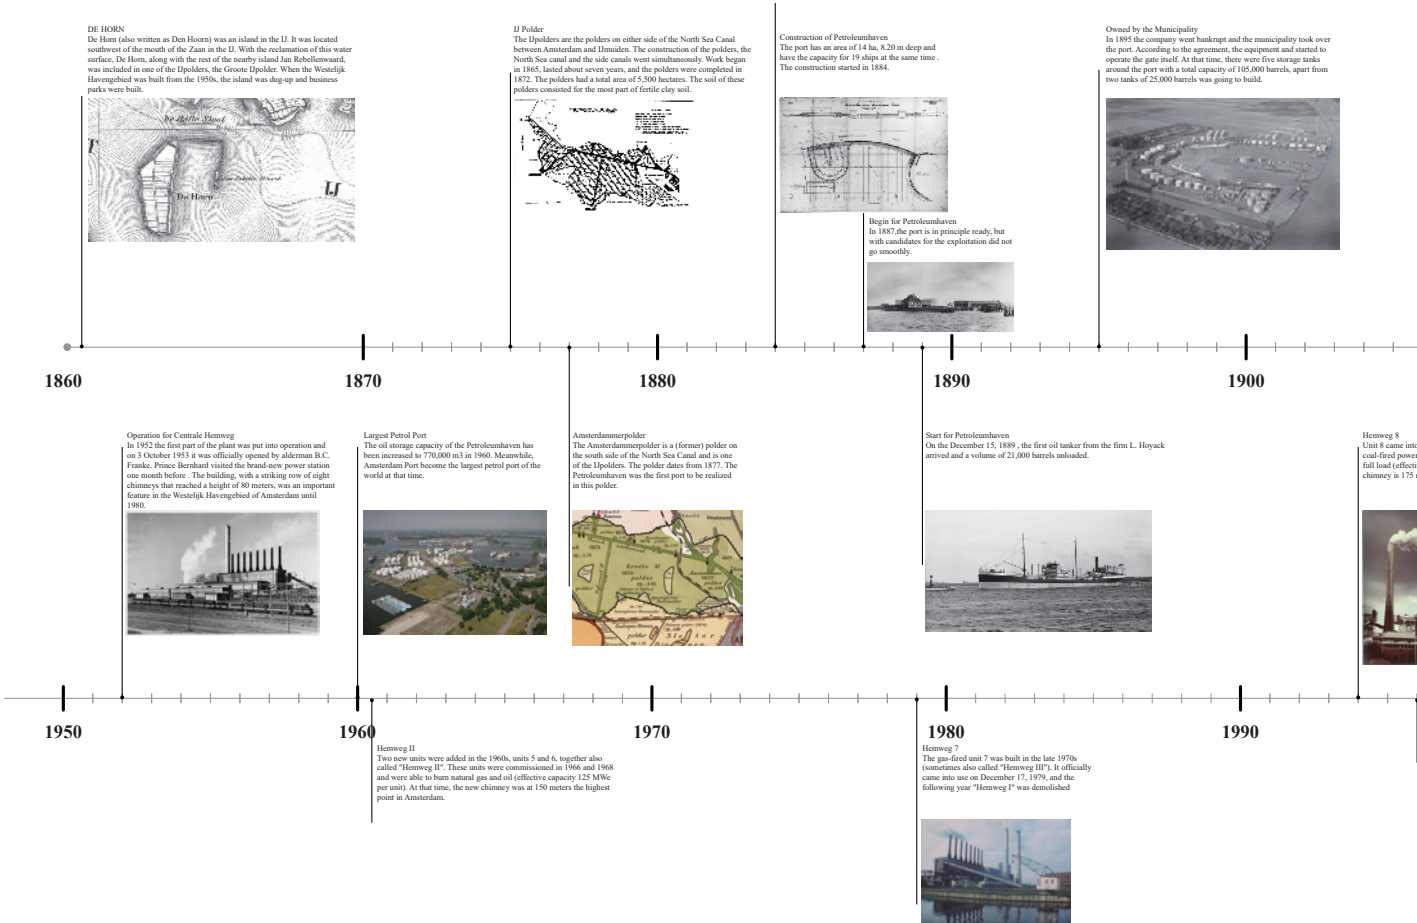 DE HORN
De Horn (also written as Den Hoorn) was an island in the IJ. It was located
southwest of the mouth of the Zaan in the IJ. With the reclamation of this water
surface, De Horn, along with the rest of the nearby island Jan Rebellenwaard,
was included in one of the IJpolders, the Groote IJpolder. When the Westelijk
Havengebied was built from the 1950s, the island was dug-up and business
parks were built.
De Horn
IJ
IJ Polder
The IJpolders are the polders on either side of the North Sea Canal
between Amsterdam and IJmuiden. The construction of the polders, the
North Sea canal and the side canals went simultaneously. Work began
in 1865, lasted about seven years, and the polders were completed in
1872. The polders had a total area of 5,500 hectares. The soil of these
polders consisted for the most part of fertile clay soil.
Construction of Petroleumhaven
The port has an area of 14 ha, 8.20 m deep and
have the capacity for 19 ships at the same time .
The construction started in 1884.
Begin for Petroleumhaven
In 1887,the port is in principle ready, but
with candidates for the exploitation did not
go smoothly.
Owned by the Municipality
In 1895 the company went bankrupt and the municipality took over
the port. According to the agreement, the equipment and started to
operate the gate itself. At that time, there were five storage tanks
around the port with a total capacity of 105,000 barrels, apart from
two tanks of 25,000 barrels was going to build.
1860
1870
1880
1890
1900
Operation for Centrale Hemweg
In 1952 the first part of the plant was put into operation and
on 3 October 1953 it was officially opened by alderman B.C.
Franke. Prince Bernhard visited the brand-new power station
one month before . The building, with a striking row of eight
chimneys that reached a height of 80 meters, was an important
feature in the Westelijk Havengebied of Amsterdam until
1980.
Largest Petrol Port
The oil storage capacity of the Petroleumhaven has
been increased to 770,000 m3 in 1960. Meanwhile,
Amsterdam Port become the largest petrol port of the
world at that time.
Amsterdammerpolder
The Amsterdammerpolder is a (former) polder on
the south side of the North Sea Canal and is one
of the IJpolders. The polder dates from 1877. The
Petroleumhaven was the first port to be realized
in this polder.
Groote IJ
polder
polder
Start for Petroleumhaven
On the December 15, 1889 , the first oil tanker from the firm L. Hoyack
arrived and a volume of 21,000 barrels unloaded.
Hemweg 8
Unit 8 came into
coal-fired power
full load (effecti
chimney is 175
1950
1960
1970
1980
1990
Hemweg II
Two new units were added in the 1960s, units 5 and 6, together also
called "Hemweg II". These units were commissioned in 1966 and 1968
and were able to burn natural gas and oil (effective capacity 125 MWe
per unit). At that time, the new chimney was at 150 meters the highest
point in Amsterdam.
Hemweg 7
The gas-fired unit 7 was built in the late 1970s
(sometimes also called "Hemweg III"). It officially
came into use on December 17, 1979, and the
following year "Hemweg I" was demolished